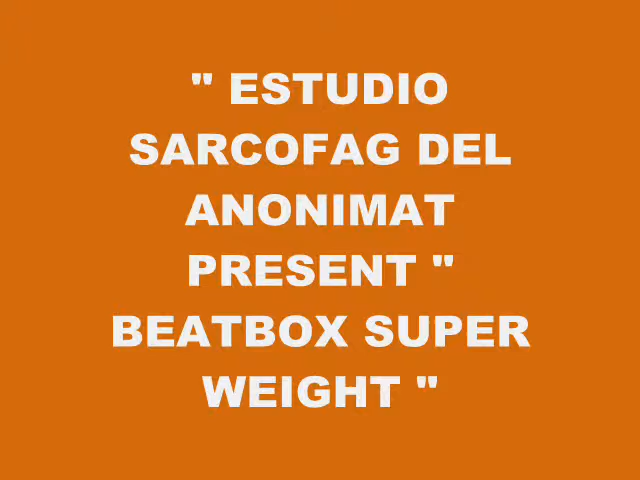 " ESTUDIO
SARCOFAG DEL
ANONIMAT
PRESENT "
BEATBOX SUPER
WEIGHT "